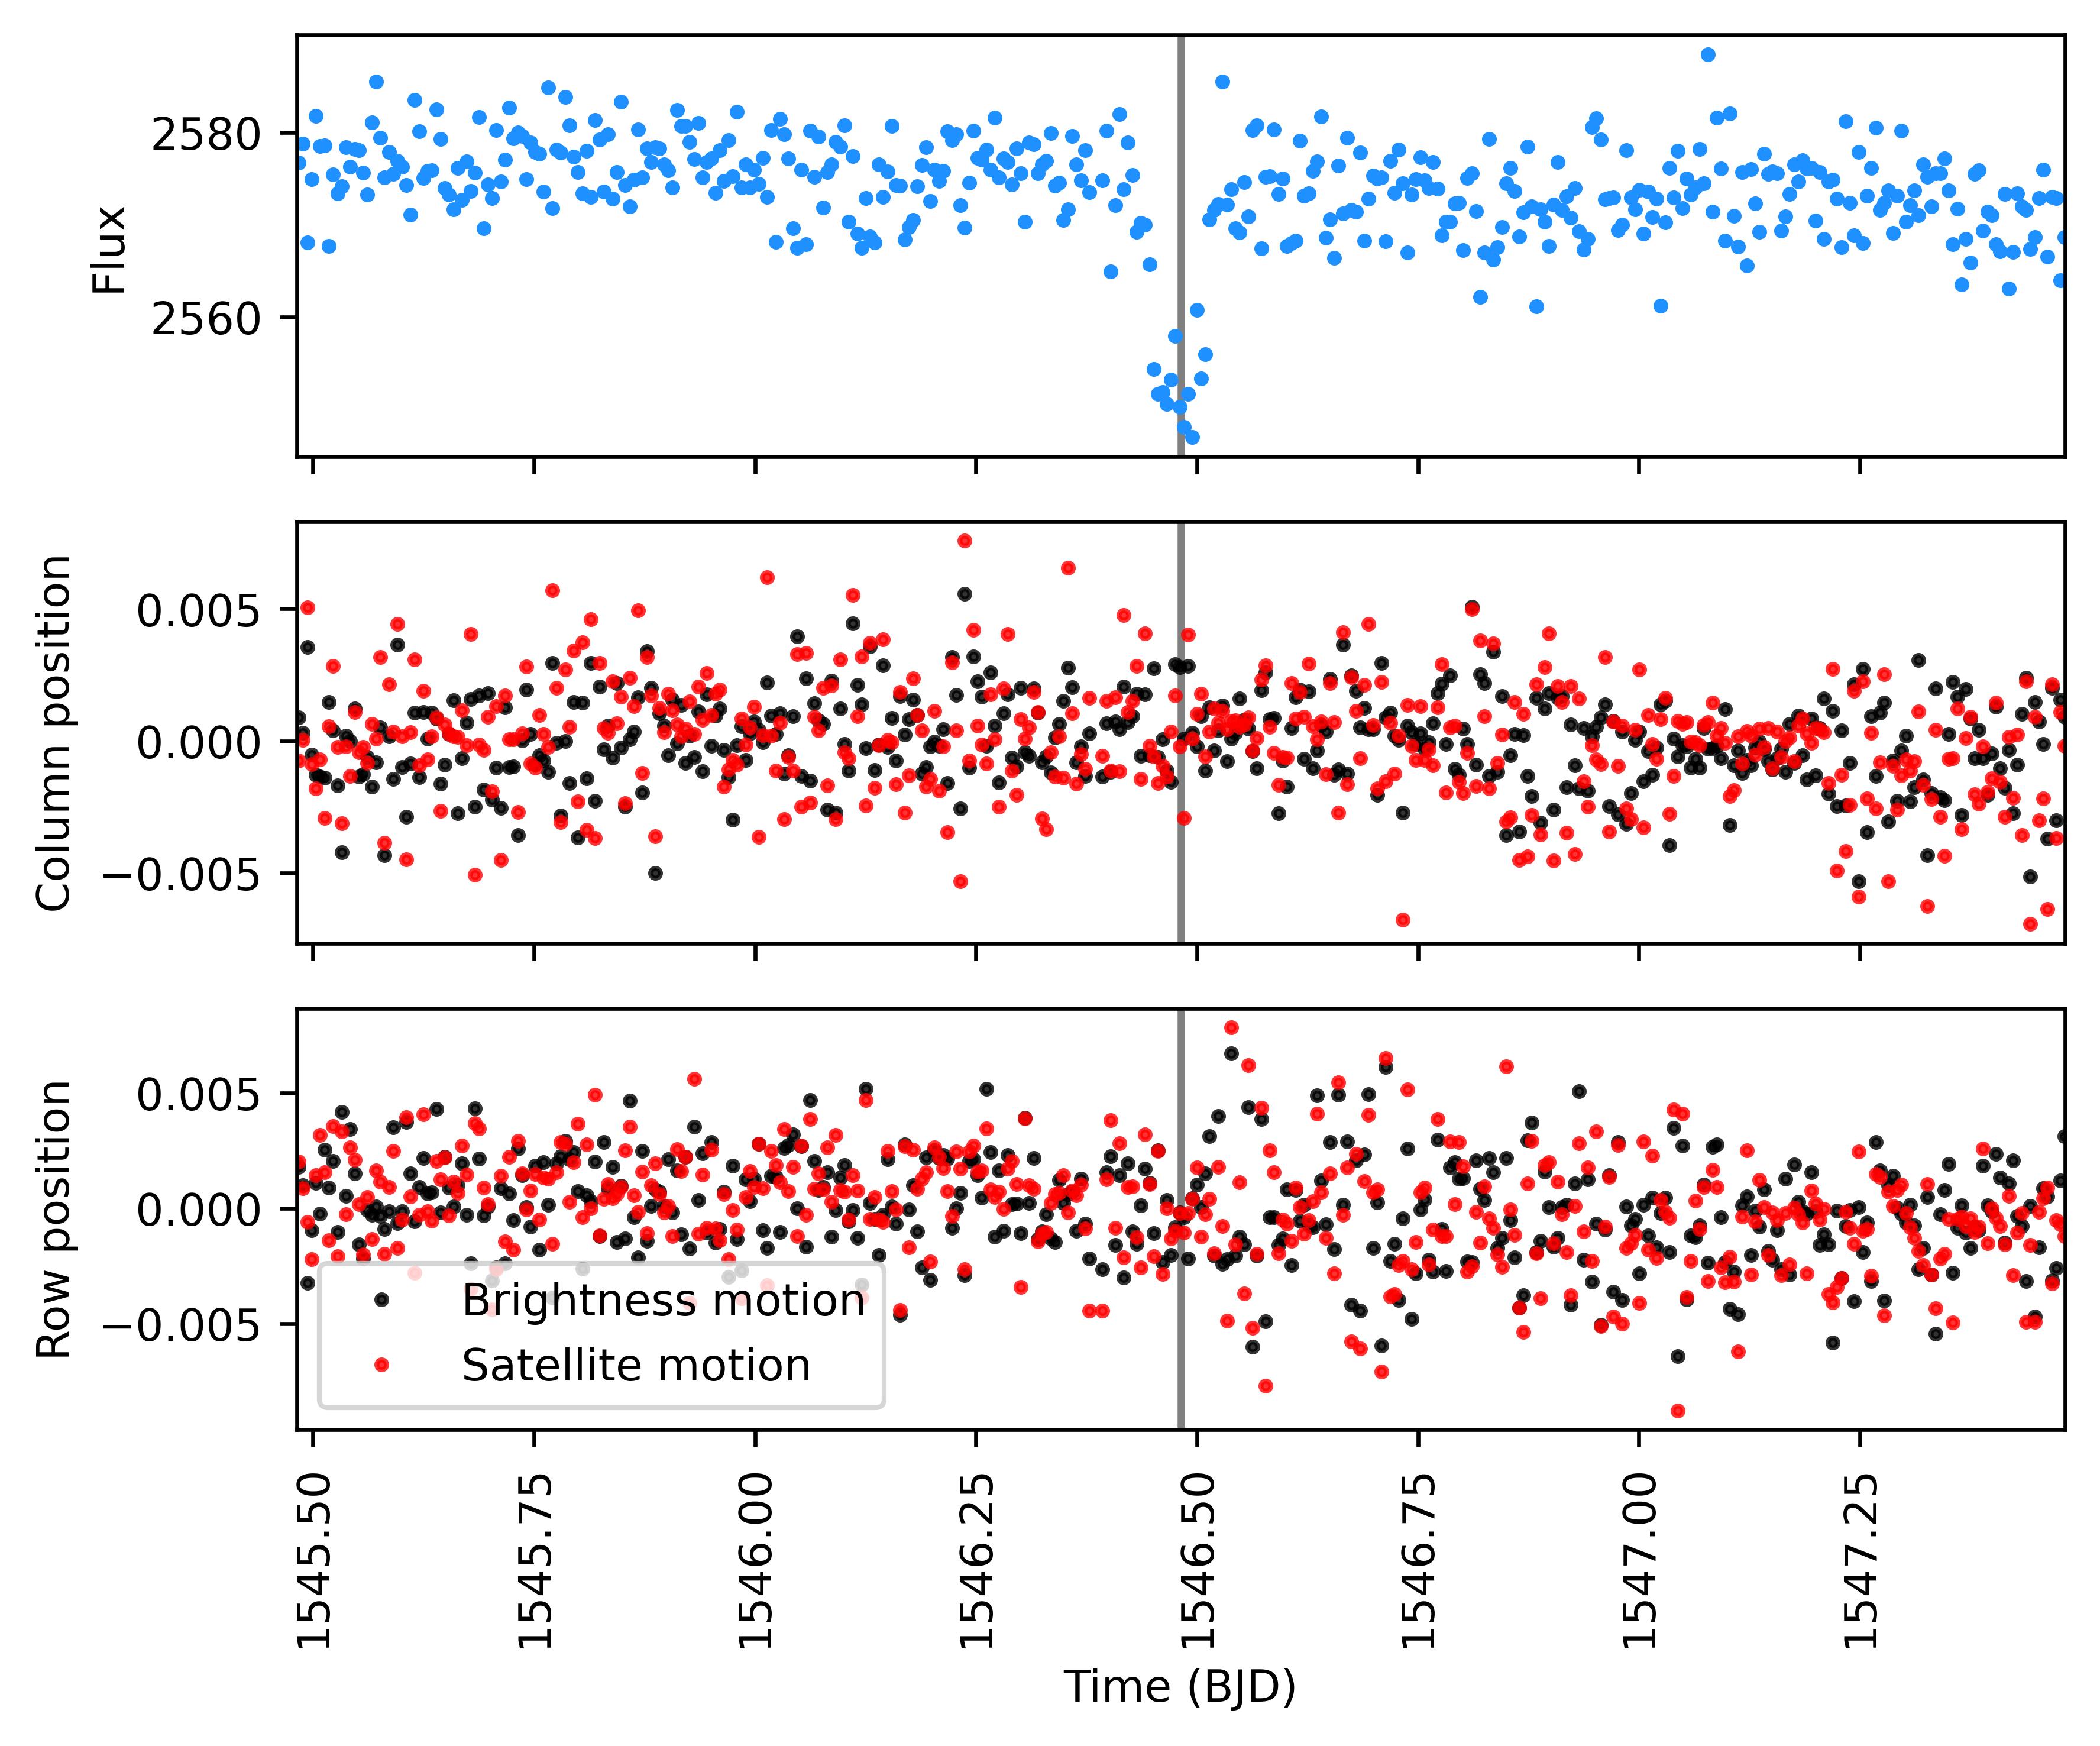 Flux
2580
2560
Column position
0.005
0.000
−0.005
Row position
0.005
0.000
−0.005
Brightness motion
Satellite motion
1545.50
1545.75
1546.00
1546.25
1546.50
1546.75
1547.00
1547.25
Time (BJD)